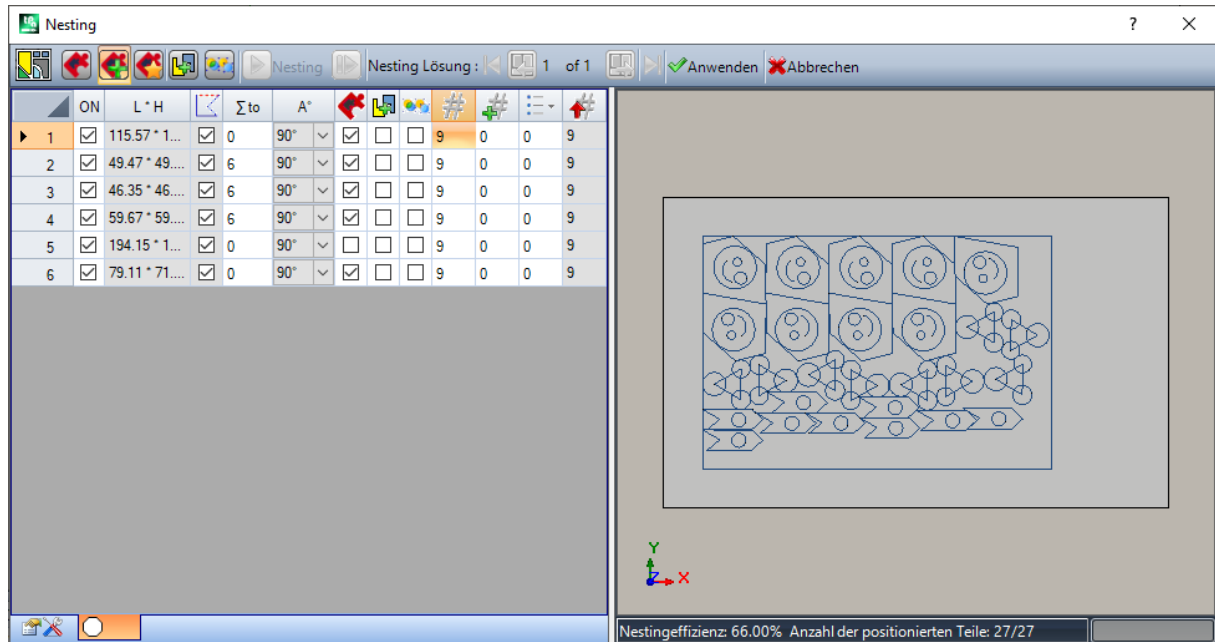 Nesting ?
Nesting Nesting Lösung : 1 of 1 Anwenden Abbrechen
ON L * H Σ to A°
1 115.57 * 1... 0 90° 9 0 0 9
2 49.47 * 49.... 6 90° 9 0 0 9
3 46.35 * 46.... 6 90° 9 0 0 9
4 59.67 * 59.... 6 90° 9 0 0 9
5 194.15 * 1... 0 90° 9 0 0 9
6 79.11 * 71.... 0 90° 9 0 0 9
Y
Z X
Nestingeffizienz: 66.00% Anzahl der positionierten Teile: 27/27